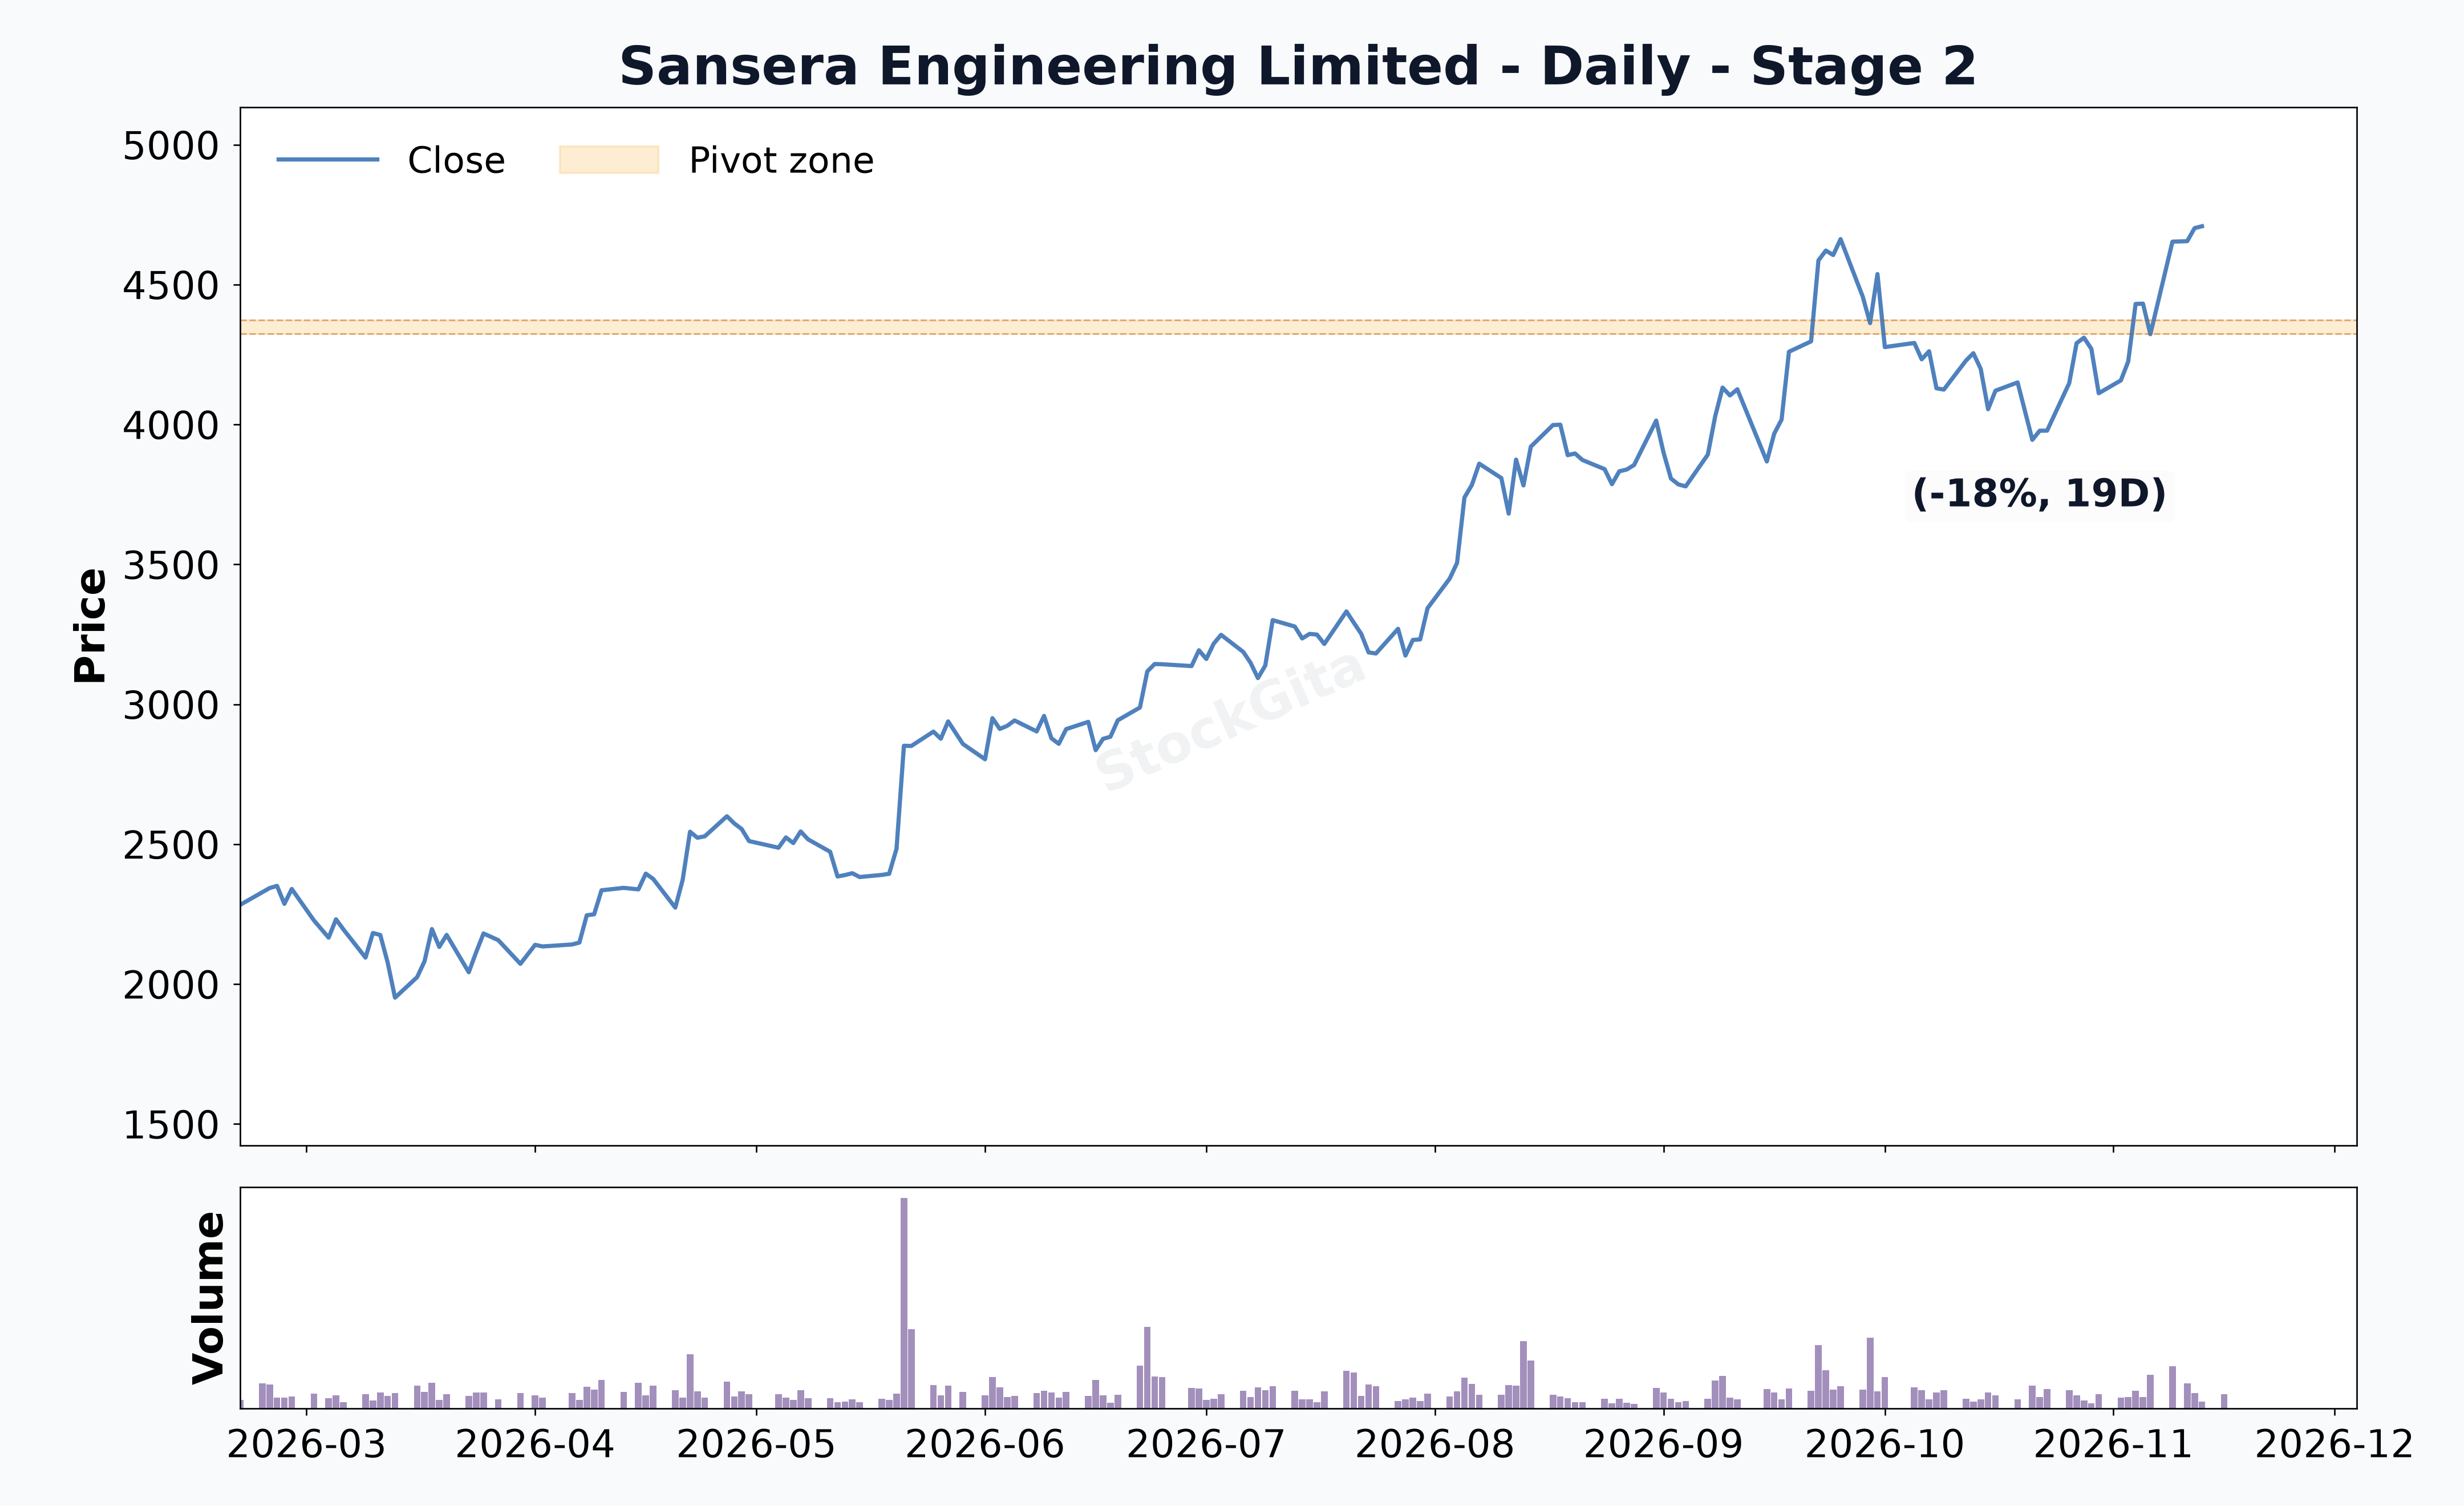 Sansera Engineering Limited - Daily - Stage 2
Close
Pivot zone
5000
4500
4000
3500
3000
2500
2000
1500
Price
(-18%, 19D)
StockGita
Volume
2026-03
2026-04
2026-05
2026-06
2026-07
2026-08
2026-09
2026-10
2026-11
2026-12